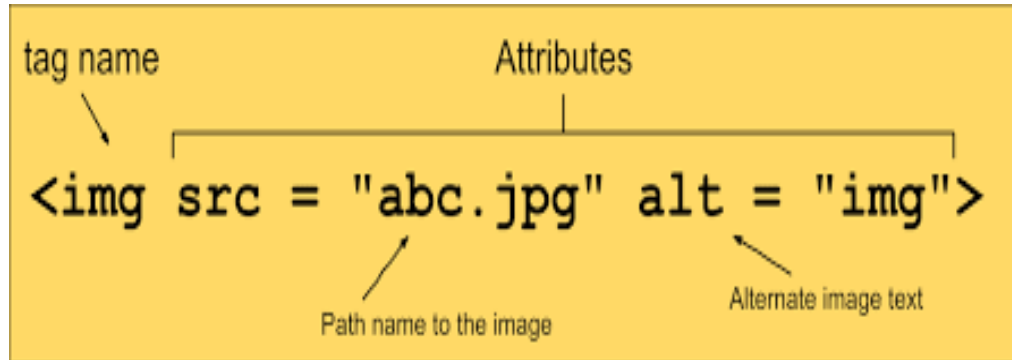 tag name
Attributes
<img src = "abc.jpg" alt = "img">
Path name to the image
Alternate image text